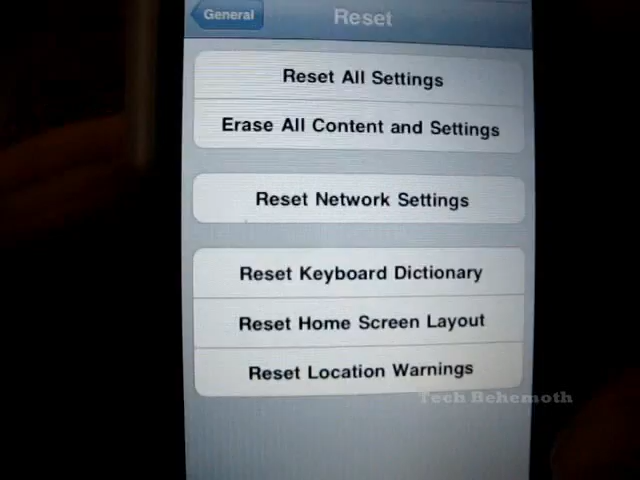 General
Reset
Reset All Settings
Erase All Content and Settings
Reset Network Settings
Reset Keyboard Dictionary
Reset Home Screen Layout
Reset Location Warnings
Tech Behemoth